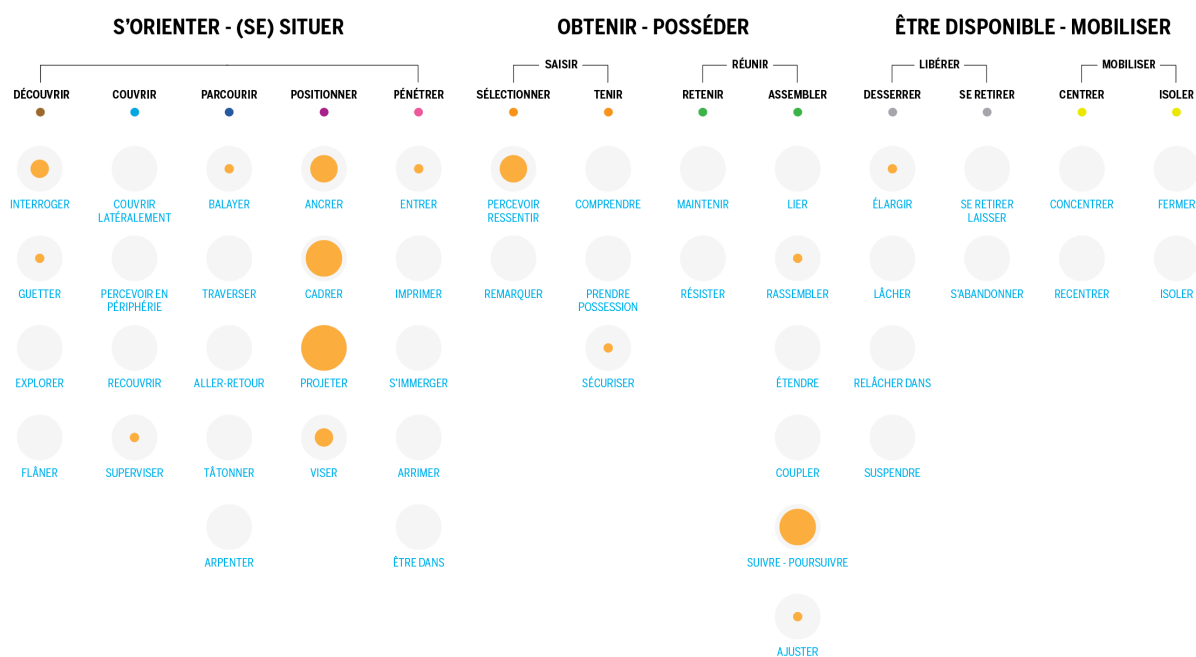 S'ORIENTER - (SE) SITUER
OBTENIR - POSSÉDER
ÊTRE DISPONIBLE - MOBILISER
SAISIR
RÉUNIR
LIBÉRER
MOBILISER
DÉCOUVRIR
COUVRIR
PARCOURIR
POSITIONNER
PÉNÉTRER
SÉLECTIONNER
TENIR
RETENIR
ASSEMBLER
DESSERRER
SE RETIRER
CENTRER
ISOLER
INTERROGER
COUVRIR
LATÉRALEMENT
BALAYER
ANCRER
ENTRER
PERCEVOIR
RESSENTIR
COMPRENDRE
MAINTENIR
LIER
ÉLARGIR
SE RETIRER
LAISSER
CONCENTRER
FERMER
GUETTER
PERCEVOIR EN
PÉRIPHÉRIE
TRAVERSER
CADRER
IMPRIMER
REMARQUER
PRENDRE
POSSESSION
RÉSISTER
RASSEMBLER
LÂCHER
S'ABANDONNER
RECENTRER
ISOLER
EXPLORER
RECOUVRIR
ALLER-RETOUR
PROJETER
S'IMMERGER
SÉCURISER
ÉTENDRE
RELÂCHER DANS
FLÂNER
SUPERVISER
TÂTONNER
VISER
ARRIMER
COUPLER
SUSPENDRE
ARPENTER
ÊTRE DANS
SUIVRE - POURSUIVRE
AJUSTER